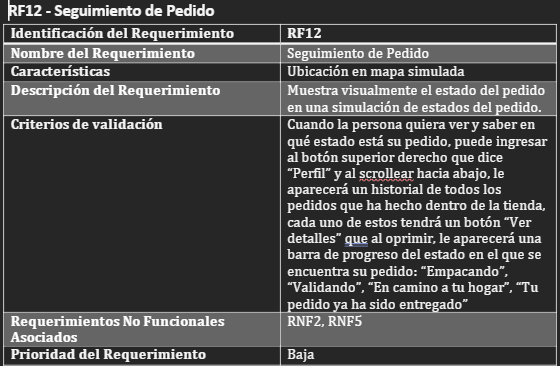 RF12 - Seguimiento de Pedido
Identificación del Requerimiento RF12
Nombre del Requerimiento Seguimiento de Pedido
Características Ubicación en mapa simulada
Descripción del Requerimiento Muestra visualmente el estado del pedido
en una simulación de estados del pedido.
Criterios de validación Cuando la persona quiera ver y saber en
qué estado está su pedido, puede ingresar
al botón superior derecho que dice
“Perfil” y al scrollear hacia abajo, le
aparecerá un historial de todos los
pedidos que ha hecho dentro de la tienda,
cada uno de estos tendrá un botón “Ver
detalles” que al oprimir, le aparecerá una
barra de progreso del estado en el que se
encuentra su pedido: “Empacando”,
“Validando”, “En camino a tu hogar”, “Tu
pedido ya ha sido entregado”
Requerimientos No Funcionales RNF2, RNF5
Asociados
Prioridad del Requerimiento Baja